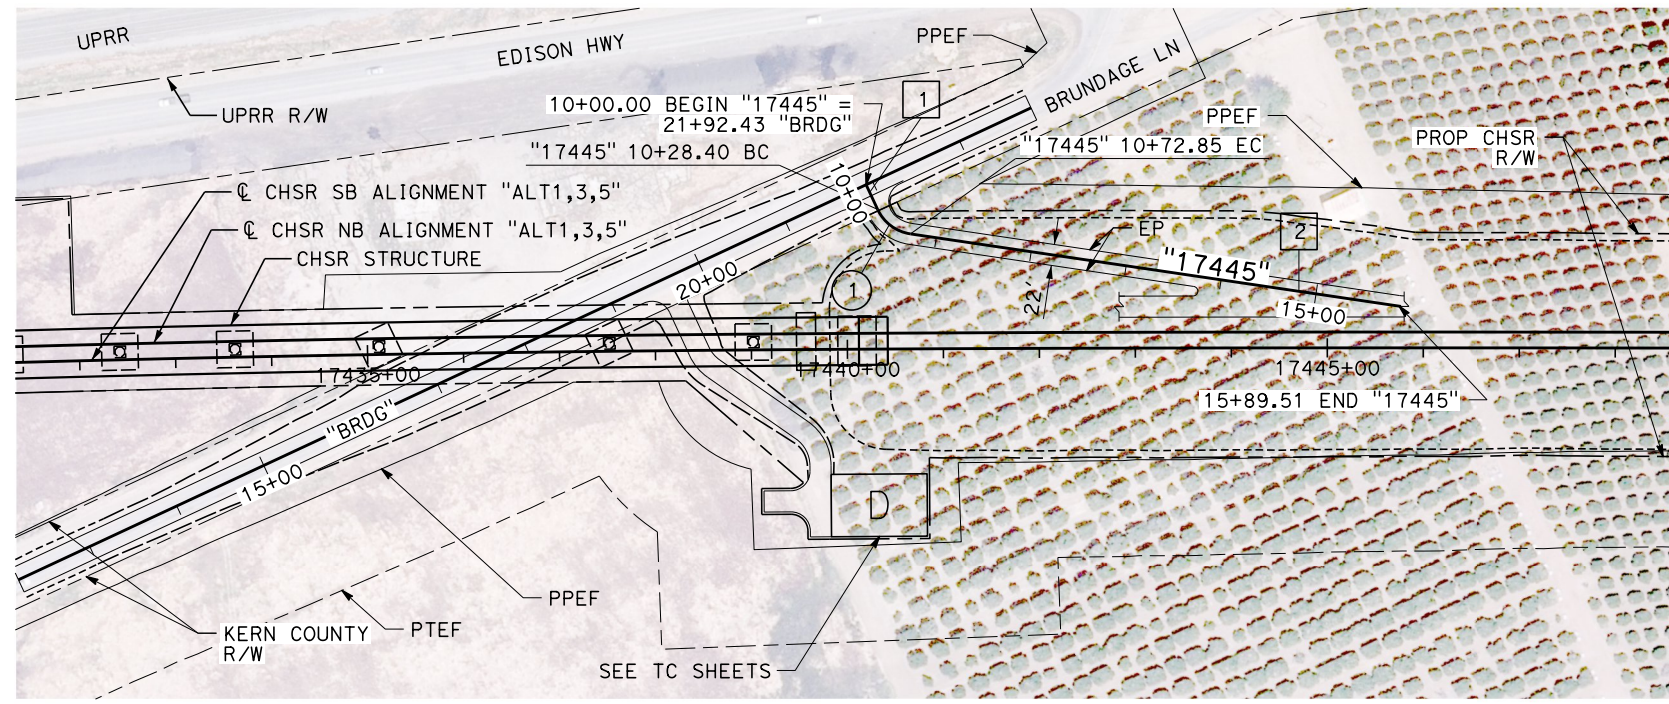 UPRR
EDISON HWY
PPEF
BRUNDAGE LN
UPRR R/W
10+00.00 BEGIN "17445" =
21+92.43 "BRDG"
1
PPEF
PROP CHSR
R/W
"17445" 10+28.40 BC
"17445" 10+72.85 EC
℄ CHSR SB ALIGNMENT "ALT1,3,5"
10+00
℄ CHSR NB ALIGNMENT "ALT1,3,5"
EP
2
CHSR STRUCTURE
"17445"
20+00
1
22'
15+00
17435+00
17440+00
17445+00
15+89.51 END "17445"
"BRDG"
15+00
D
PPEF
PTEF
KERN COUNTY
R/W
SEE TC SHEETS